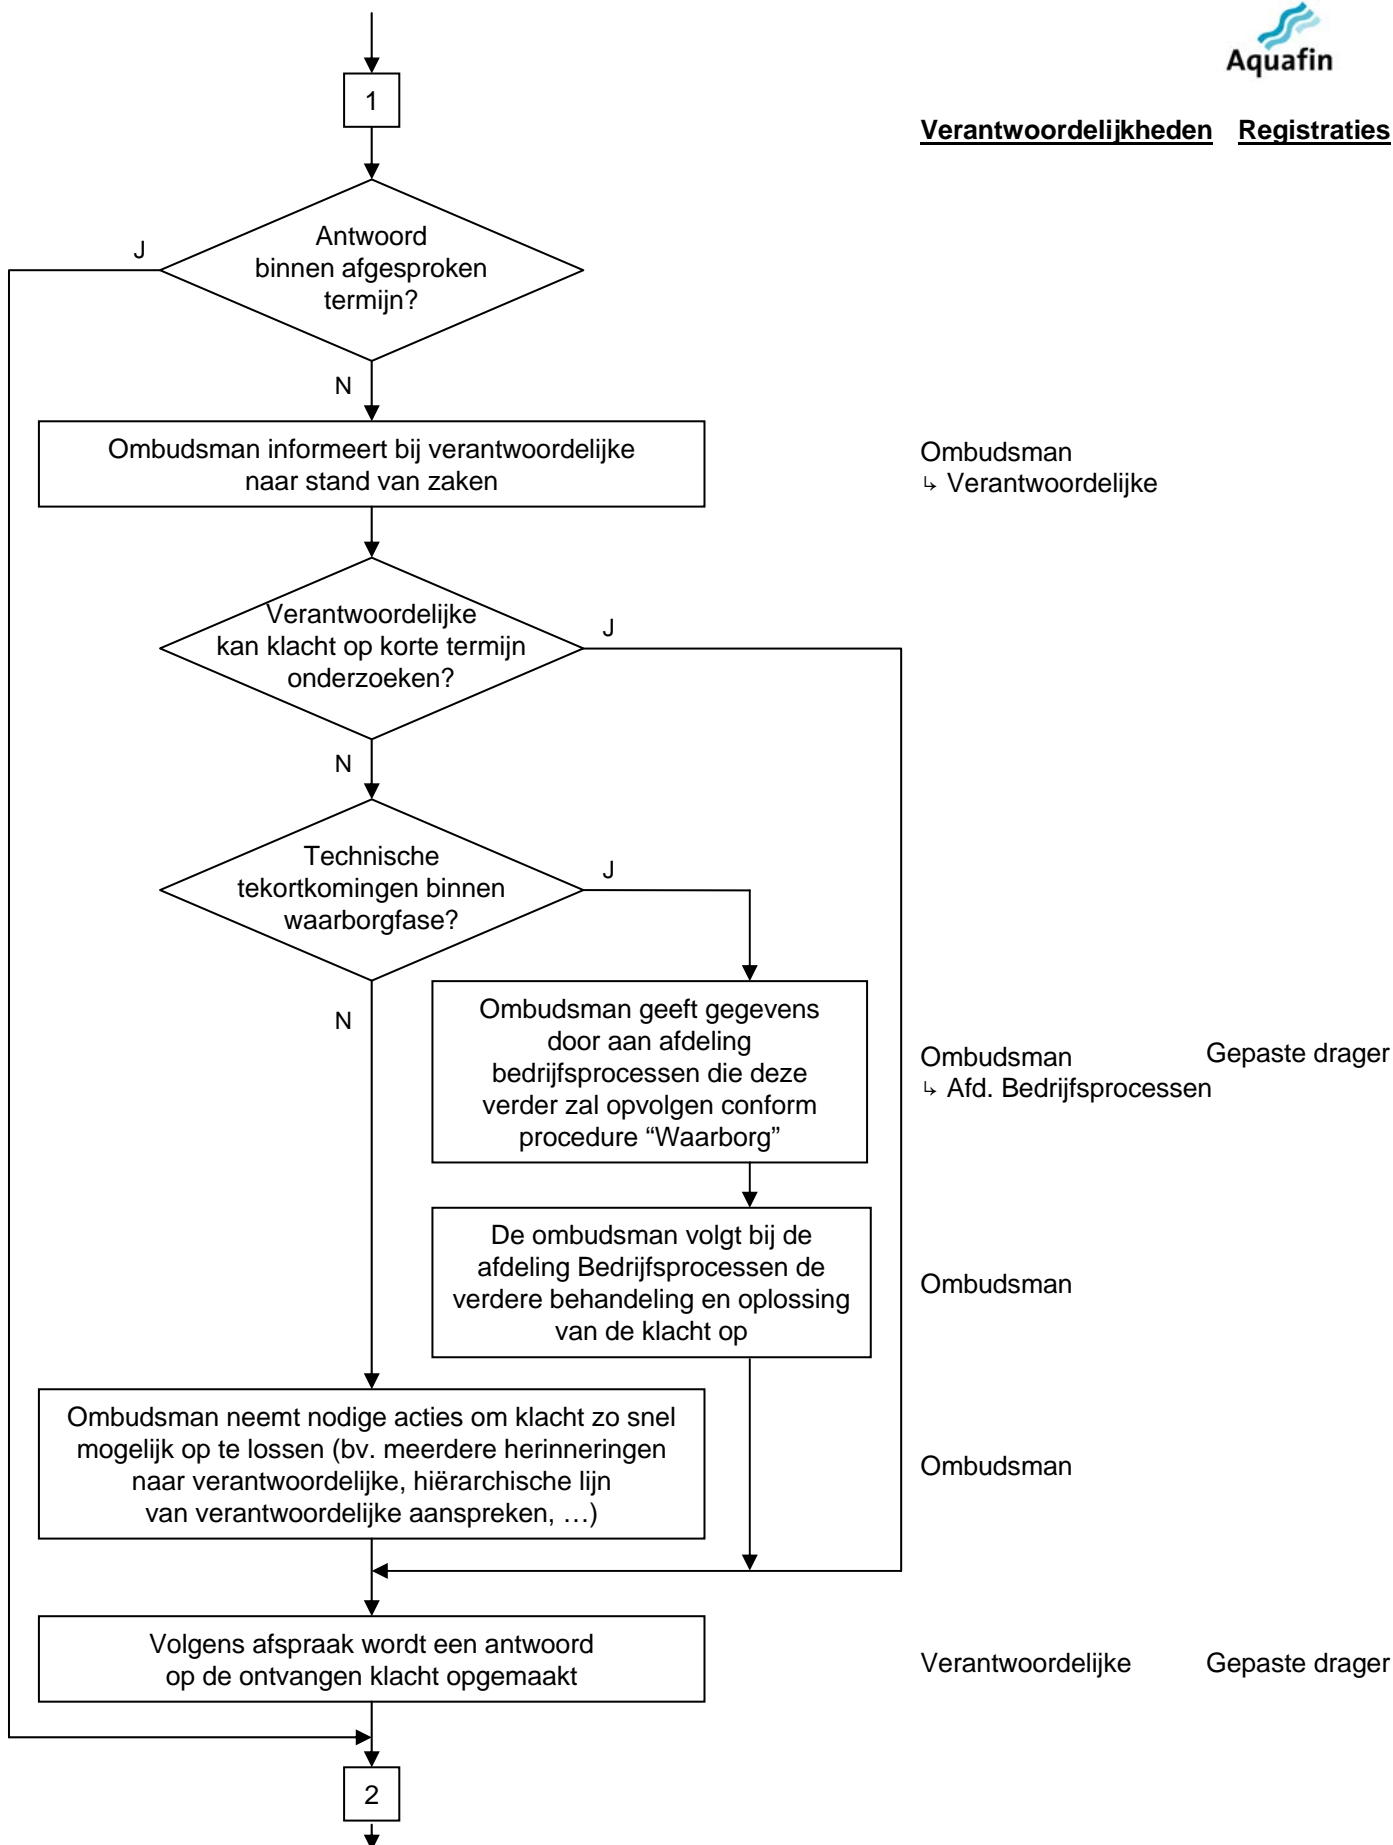 Aquafin
Verantwoordelijkheden Registraties
1
Antwoord
binnen afgesproken
termijn?
J
N
Ombudsman informeert bij verantwoordelijke
naar stand van zaken
Ombudsman
↳ Verantwoordelijke
Verantwoordelijke
kan klacht op korte termijn
onderzoeken?
J
N
Technische
tekortkomingen binnen
waarborgfase?
J
N
Ombudsman geeft gegevens
door aan afdeling
bedrijfsprocessen die deze
verder zal opvolgen conform
procedure “Waarborg”
Ombudsman Gepaste drager
↳ Afd. Bedrijfsprocessen
De ombudsman volgt bij de
afdeling Bedrijfsprocessen de
verdere behandeling en oplossing
van de klacht op
Ombudsman
Ombudsman neemt nodige acties om klacht zo snel
mogelijk op te lossen (bv. meerdere herinneringen
naar verantwoordelijke, hiërarchische lijn
van verantwoordelijke aanspreken, …)
Ombudsman
Volgens afspraak wordt een antwoord
op de ontvangen klacht opgemaakt
Verantwoordelijke Gepaste drager
2